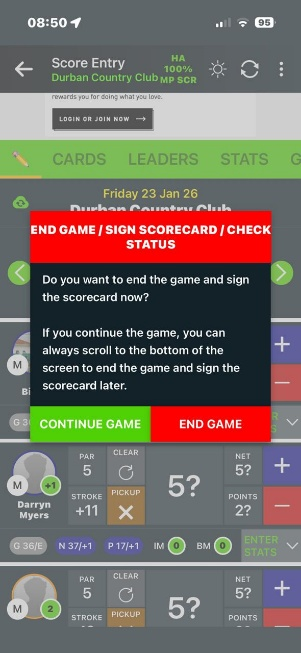 08:50
95
Score Entry
Durban Country Club
HA
100%
MP SCR
rewards you for doing what you love.
LOGIN OR JOIN NOW
CARDS LEADERS STATS G
Friday 23 Jan 26
Durban Country Club
END GAME / SIGN SCORECARD / CHECK
STATUS
Do you want to end the game and sign
the scorecard now?
If you continue the game, you can
always scroll to the bottom of the
screen to end the game and sign the
scorecard later.
CONTINUE GAME END GAME
M
Bi
G 36
S
M +1
Darryn
Myers
PAR
5
STROKE
+11
CLEAR
PICKUP
5?
NET
5?
POINTS
2?
+
−
G 36/E N 37/+1 P 17/+1 IM 0 BM 0 ENTER
STATS
M 2
PAR
5
STROKE
CLEAR
PICKUP
5?
NET
5?
POINTS
+
−